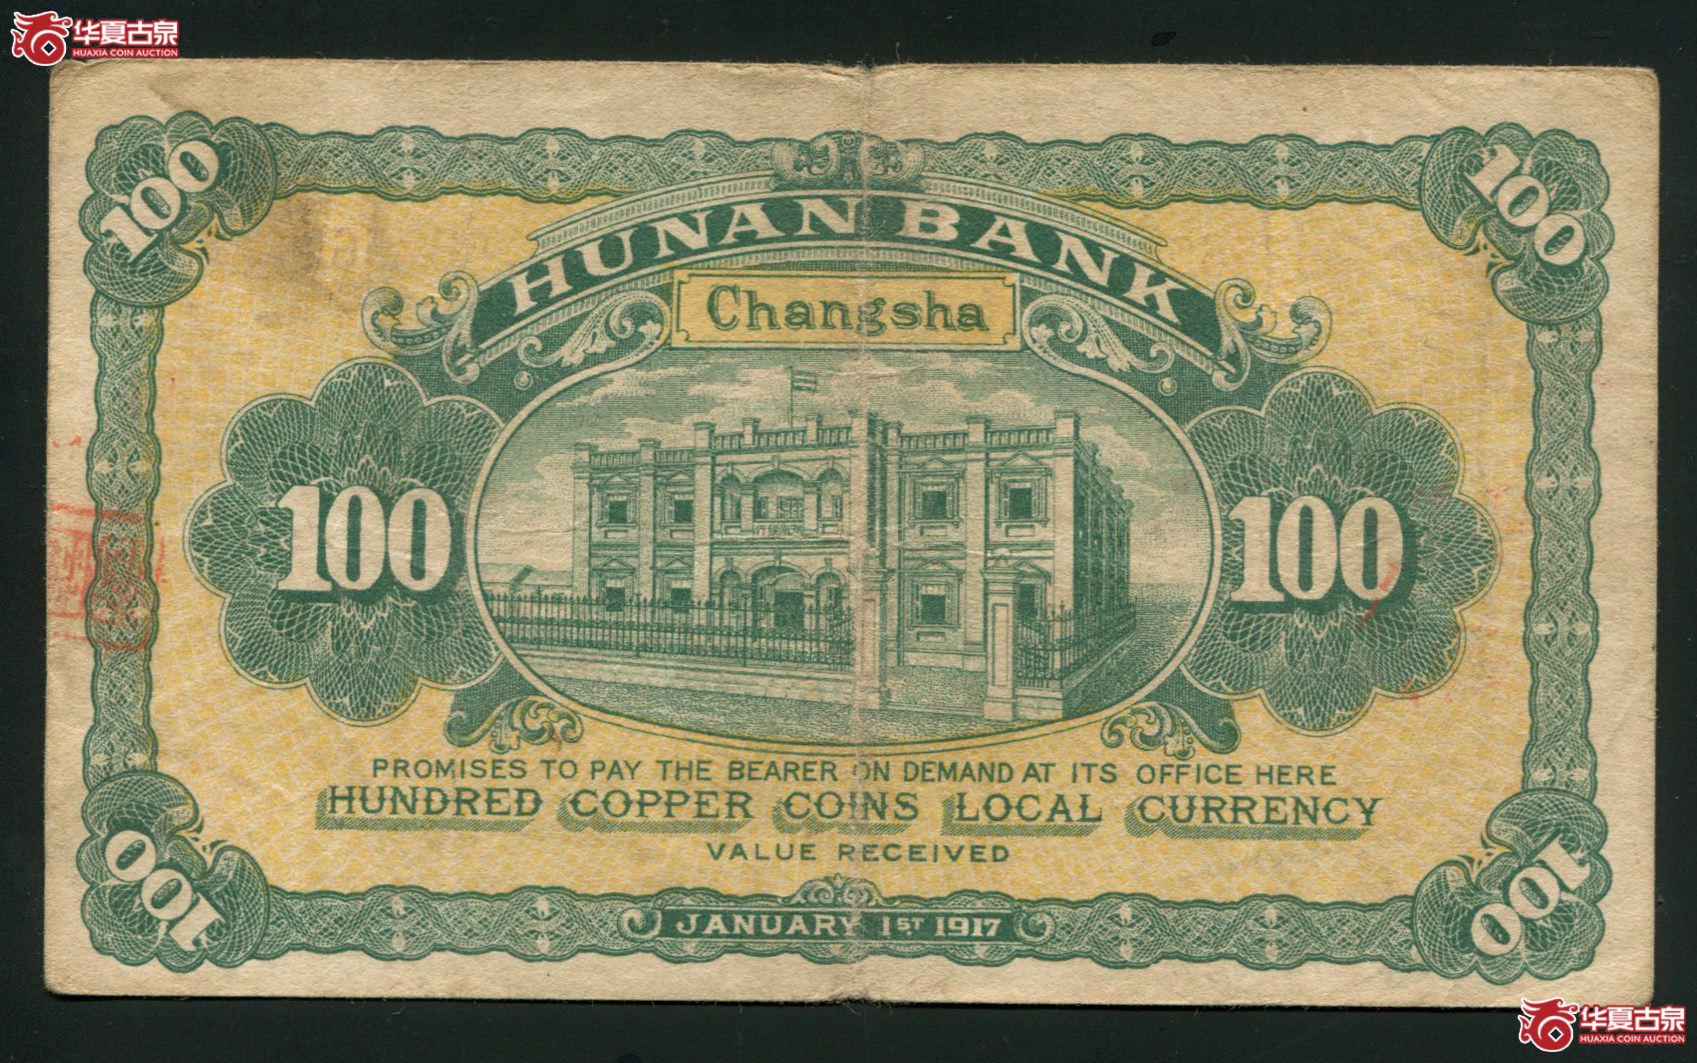 华夏古泉
HUAXIA COIN AUCTION
100
100
HUNAN BANK
Changsha
100
100
PROMISES TO PAY THE BEARER ON DEMAND AT ITS OFFICE HERE
HUNDRED COPPER COINS LOCAL CURRENCY
VALUE RECEIVED
100
JANUARY 1ST 1917
100
华夏古泉
HUAXIA COIN AUCTION